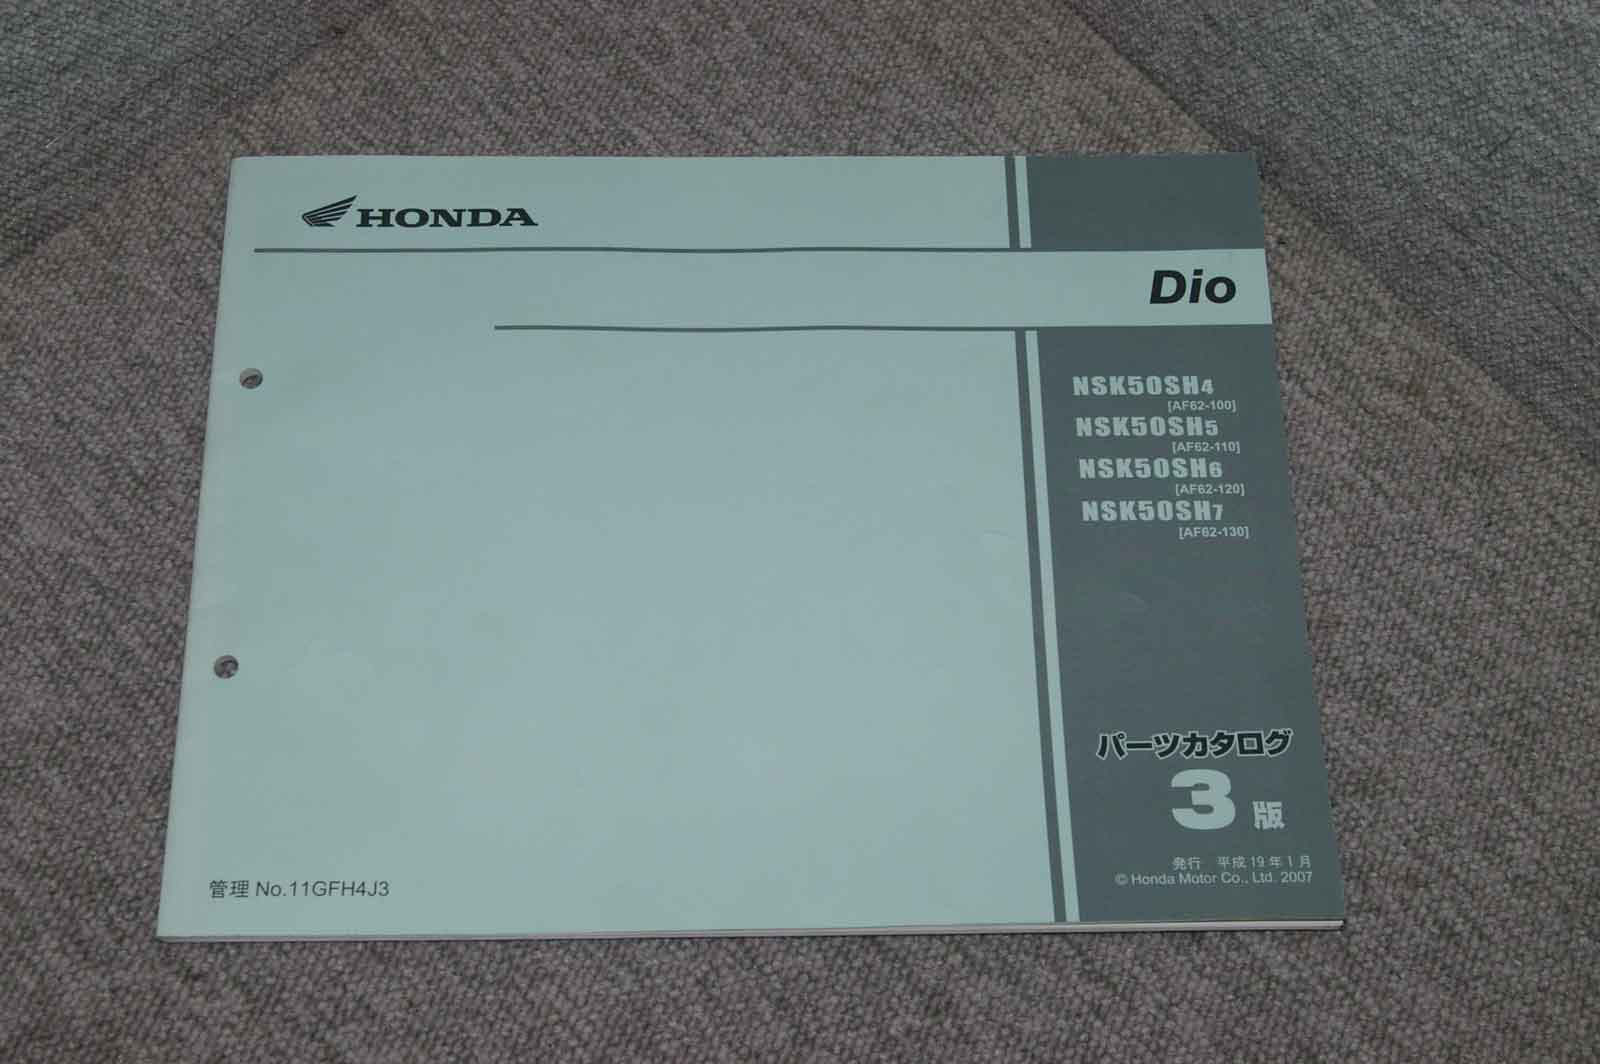 HONDA
Dio
NSK50SH4
[AF62-100]
NSK50SH5
[AF62-110]
NSK50SH6
[AF62-120]
NSK50SH7
[AF62-130]
パーツカタログ
3 版
発行 平成 19 年 1 月
© Honda Motor Co., Ltd. 2007
管理 No.11GFH4J3